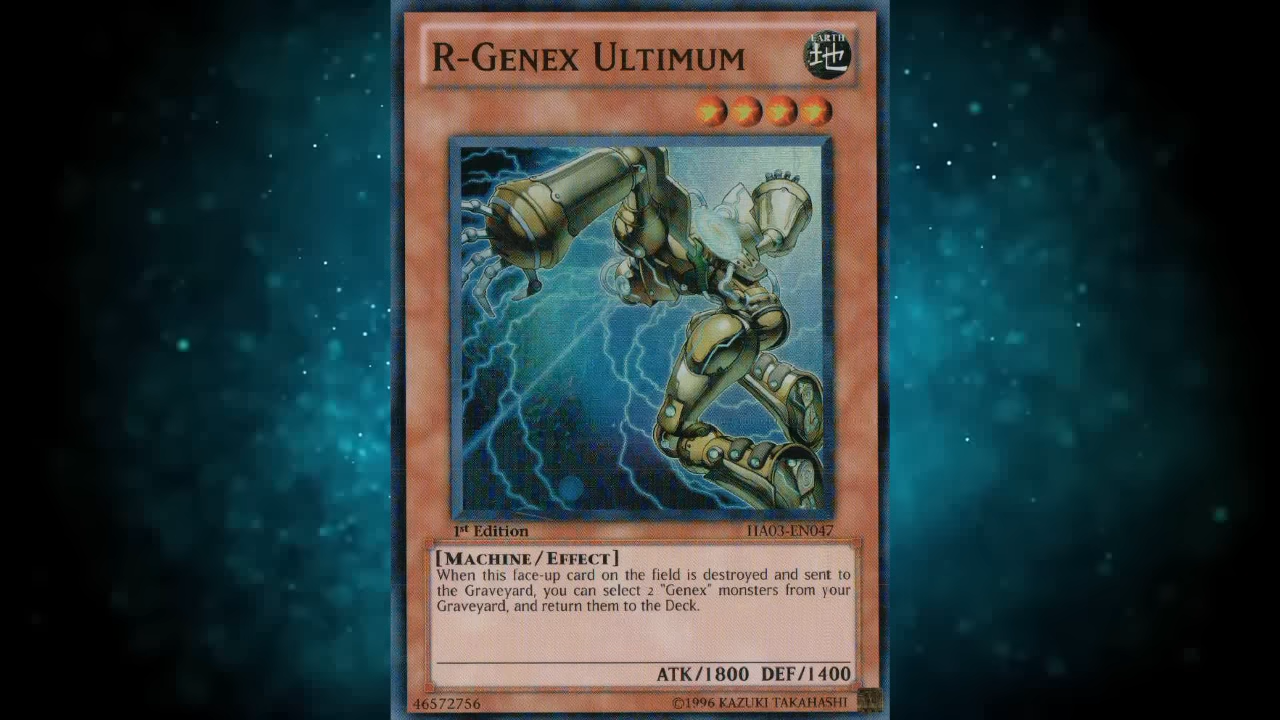 R-Genex Ultimum
EARTH
地
1st Edition
HA03-EN047
[Machine/Effect]
When this face-up card on the field is destroyed and sent to
the Graveyard, you can select 2 "Genex" monsters from your
Graveyard, and return them to the Deck.
ATK/1800 DEF/1400
46572756
©1996 KAZUKI TAKAHASHI